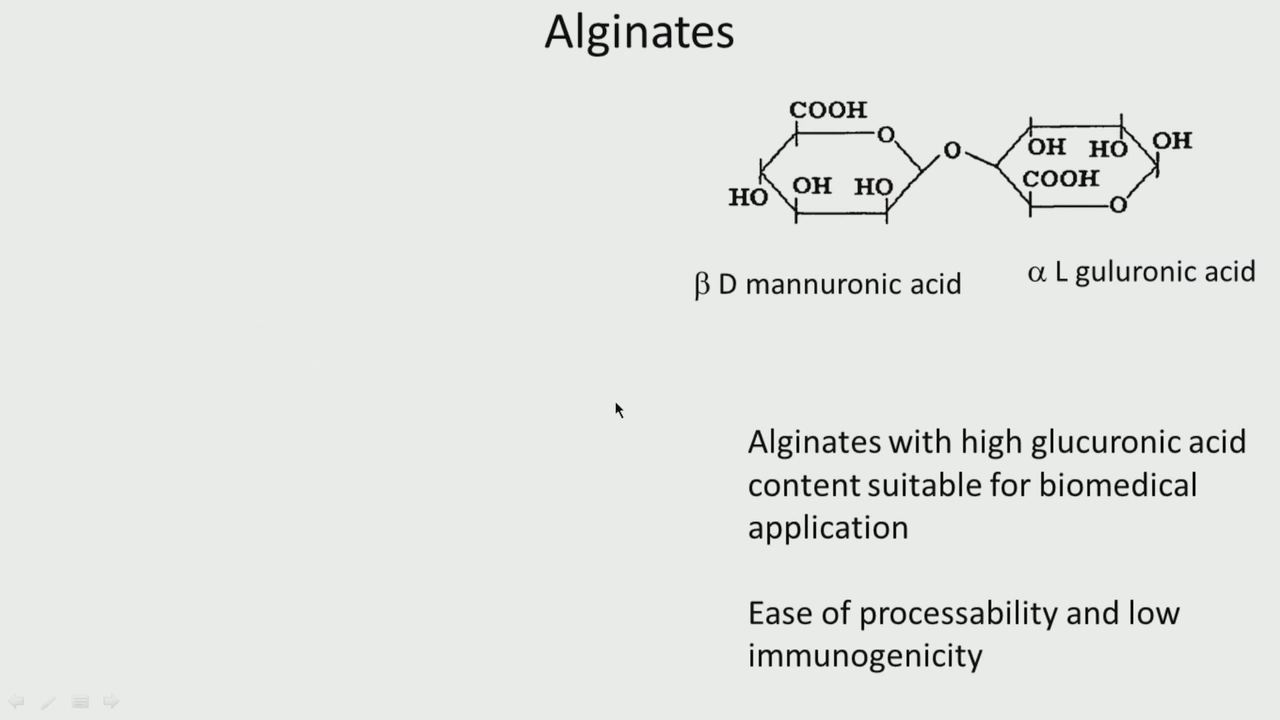 Alginates
COOH
O
O
OH HO OH
HO OH HO
COOH
O
β D mannuronic acid
α L guluronic acid
Alginates with high glucuronic acid
content suitable for biomedical
application
Ease of processability and low
immunogenicity